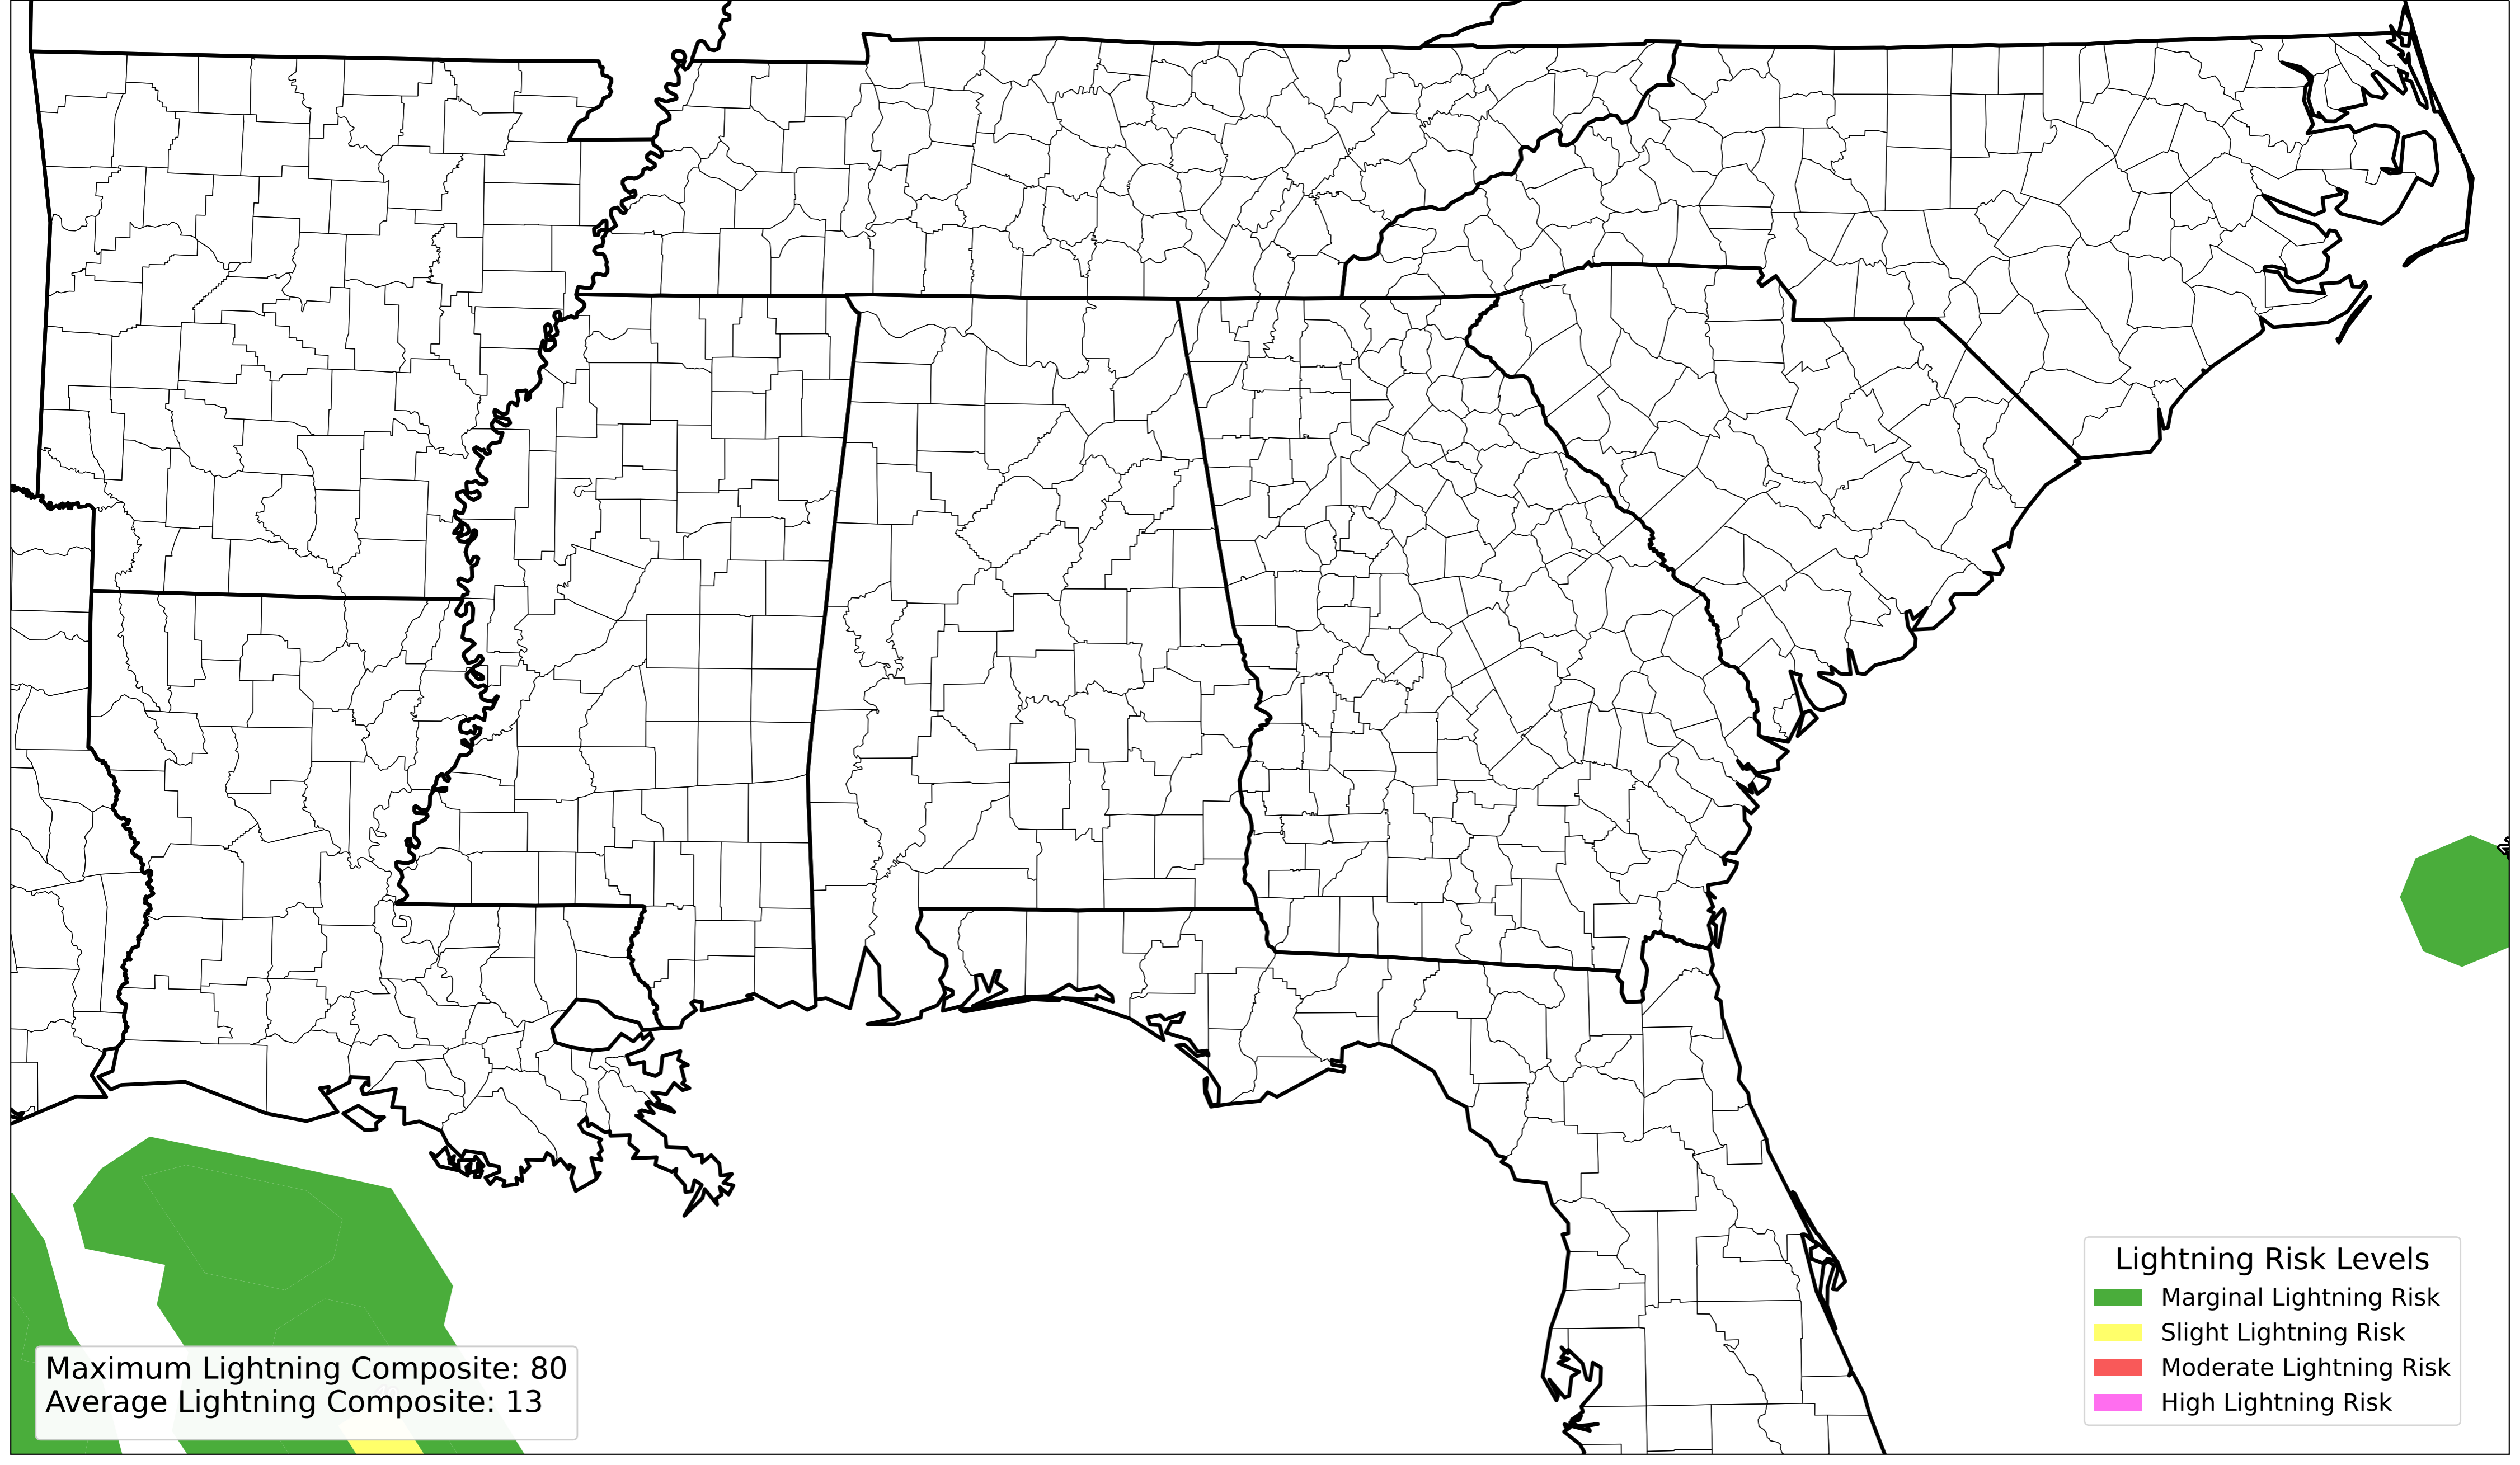 Maximum Lightning Composite: 80
Average Lightning Composite: 13
Lightning Risk Levels
Marginal Lightning Risk
Slight Lightning Risk
Moderate Lightning Risk
High Lightning Risk